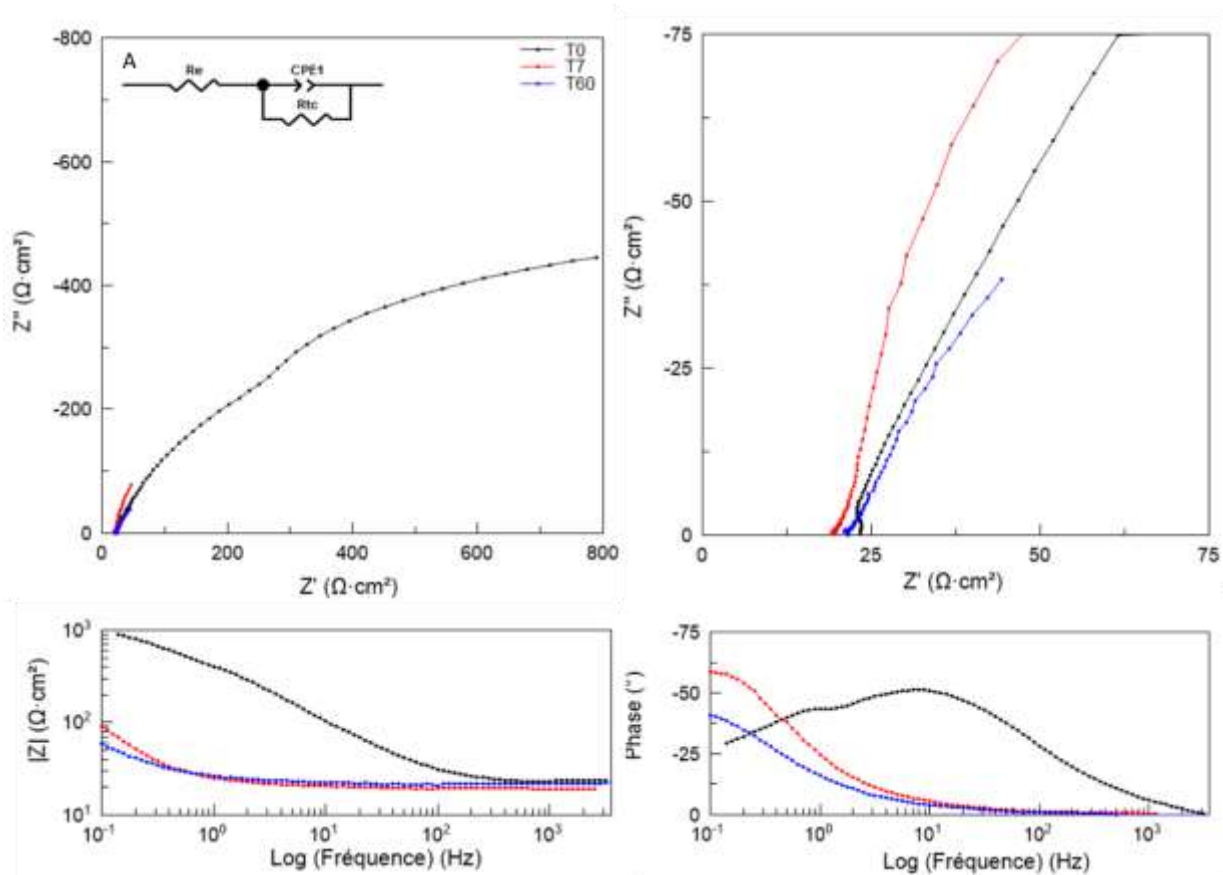 -800
-600
-400
-200
0
Z'' (Ω·cm²)
A
Re
CPE1
Rtc
T0
T7
T60
0
200
400
600
800
Z' (Ω·cm²)
-75
-50
-25
0
Z'' (Ω·cm²)
0
25
50
75
Z' (Ω·cm²)
10³
10²
10¹
|Z| (Ω·cm²)
10⁻¹
10⁰
10¹
10²
10³
Log (Fréquence) (Hz)
-75
-50
-25
0
Phase (°)
10⁻¹
10⁰
10¹
10²
10³
Log (Fréquence) (Hz)